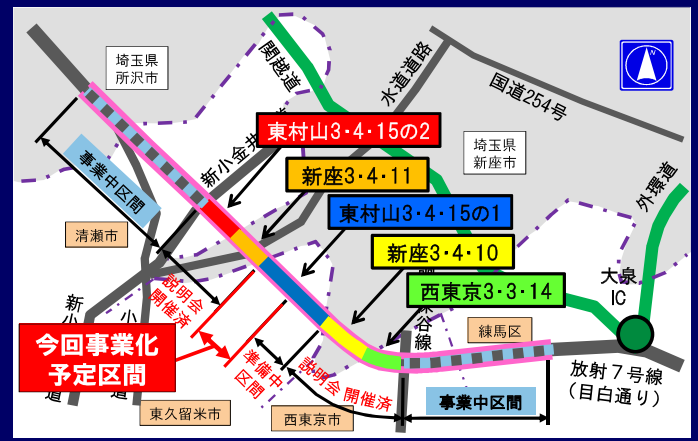 埼玉県
所沢市
関越道
水道道路
国道254号
N
東村山3・4・15の2
新小金井
埼玉県
新座市
新座3・4・11
外環道
事業中区間
東村山3・4・15の1
清瀬市
新座3・4・10
大泉
IC
説明会
開催済
西東京3・3・14
谷線
練馬区
今回事業化
予定区間
準備中
区間
説明会 開催済
放射7号線
(目白通り)
新小
小
道
東久留米市
西東京市
事業中区間